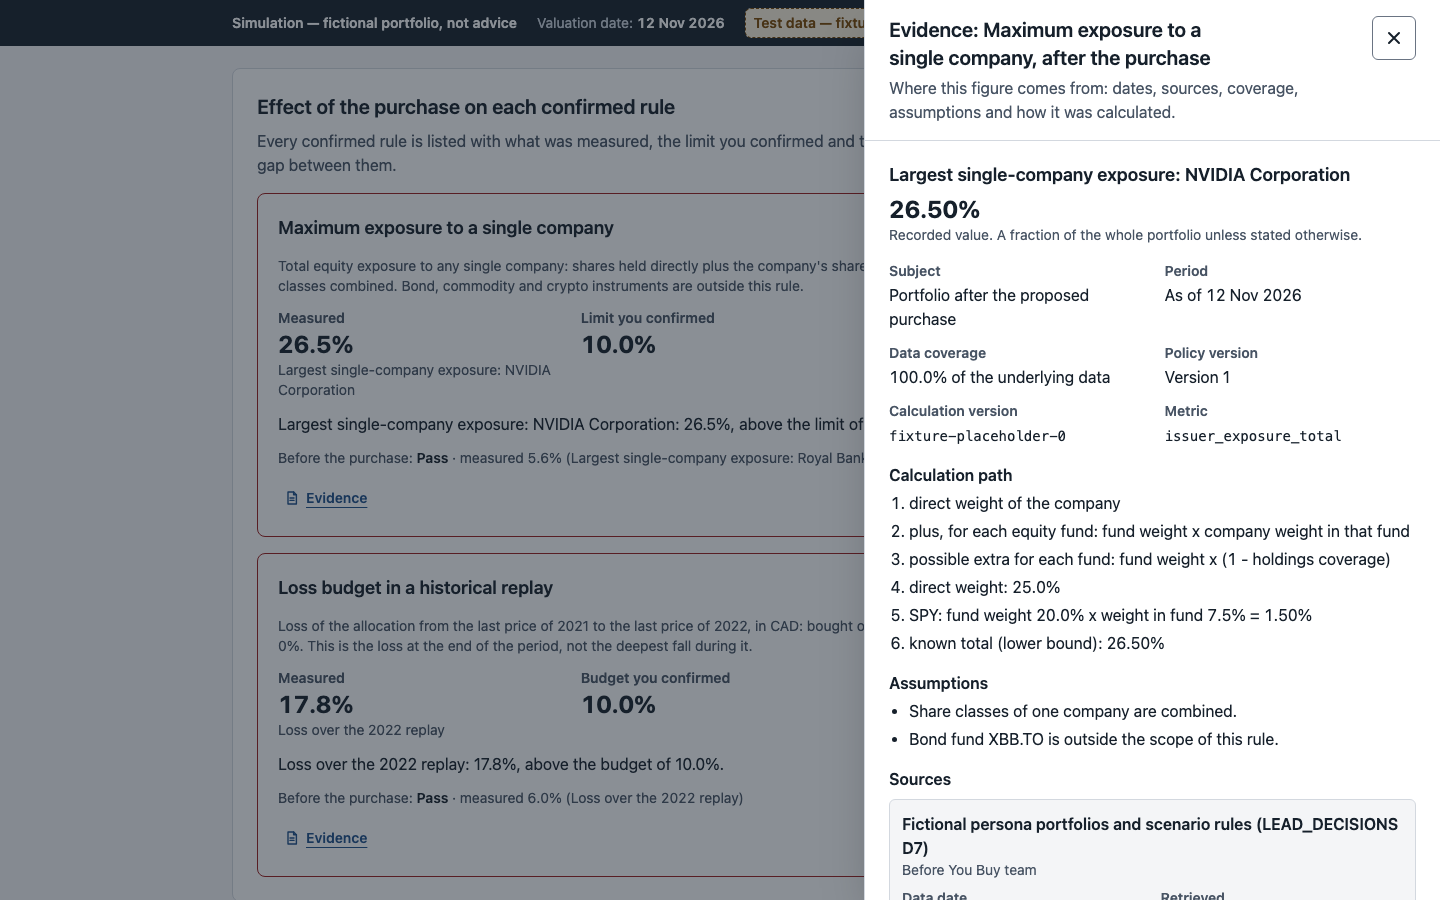 Simulation — fictional portfolio, not advice
Valuation date: 12 Nov 2026
Test data —
Effect of the purchase on each confirmed rule
Every confirmed rule is listed with what was measured, the limit you confirmed and
gap between them.
Maximum exposure to a single company
Total equity exposure to any single company: shares held directly plus the company's
classes combined. Bond, commodity and crypto instruments are outside this rule.
Measured
Limit you confirmed
26.5%
10.0%
Largest single-company exposure: NVIDIA
Corporation
Largest single-company exposure: NVIDIA Corporation: 26.5%, above the limit of
Before the purchase: Pass · measured 5.6% (Largest single-company exposure: Royal
Evidence
Loss budget in a historical replay
Loss of the allocation from the last price of 2021 to the last price of 2022, in CAD: bought
0%. This is the loss at the end of the period, not the deepest fall during it.
Measured
Budget you confirmed
17.8%
10.0%
Loss over the 2022 replay
Loss over the 2022 replay: 17.8%, above the budget of 10.0%.
Before the purchase: Pass · measured 6.0% (Loss over the 2022 replay)
Evidence
Evidence: Maximum exposure to a
single company, after the purchase
Where this figure comes from: dates, sources, coverage,
assumptions and how it was calculated.
Largest single-company exposure: NVIDIA Corporation
26.50%
Recorded value. A fraction of the whole portfolio unless stated otherwise.
Subject
Period
Portfolio after the proposed
purchase
As of 12 Nov 2026
Data coverage
Policy version
100.0% of the underlying data
Version 1
Calculation version
Metric
fixture-placeholder-0
issuer_exposure_total
Calculation path
1. direct weight of the company
2. plus, for each equity fund: fund weight x company weight in that fund
3. possible extra for each fund: fund weight x (1 - holdings coverage)
4. direct weight: 25.0%
5. SPY: fund weight 20.0% x weight in fund 7.5% = 1.50%
6. known total (lower bound): 26.50%
Assumptions
• Share classes of one company are combined.
• Bond fund XBB.TO is outside the scope of this rule.
Sources
Fictional persona portfolios and scenario rules (LEAD_DECISIONS
D7)
Before You Buy team
Data date
Retrieved